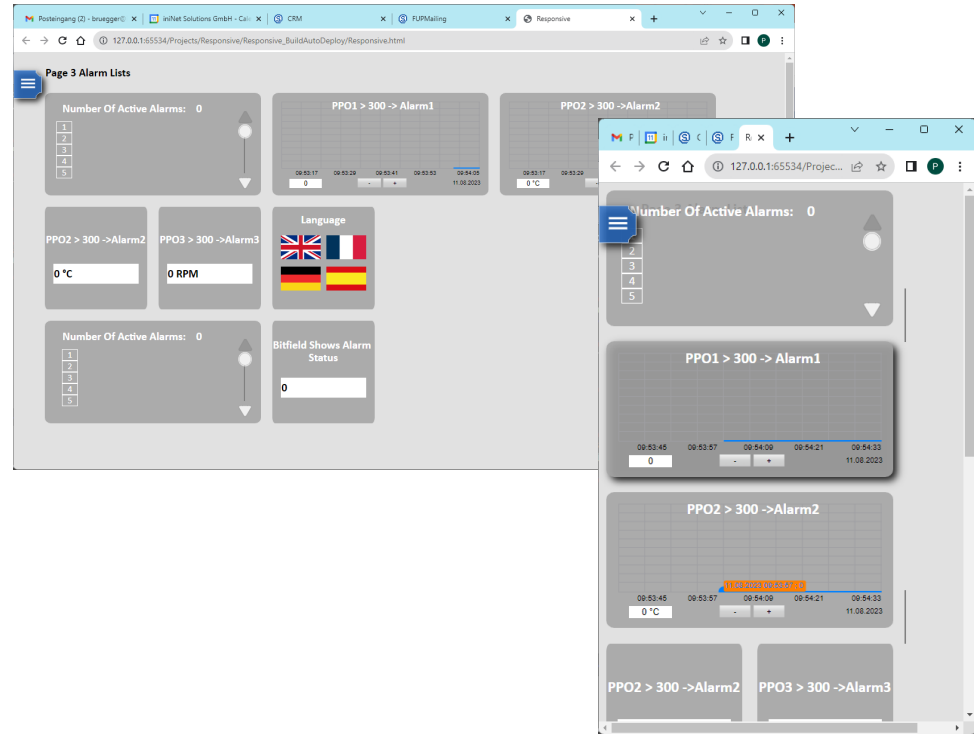 Posteingang (2) - bruegger@
iniNet Solutions GmbH - Cale
CRM
FUPMailing
Responsive
127.0.0.1:65534/Projects/Responsive/Responsive_BuildAutoDeploy/Responsive.html
P
Page 3 Alarm Lists
Number Of Active Alarms: 0
1
2
3
4
5
PPO1 > 300 -> Alarm1
09:53:17 09:53:29 09:53:41 09:53:53 09:54:05
0 - + 11.08.2023
PPO2 > 300 ->Alarm2
09:53:17 09:53:29
0 °C -
PPO2 > 300 ->Alarm2
0 °C
PPO3 > 300 ->Alarm3
0 RPM
Language
Number Of Active Alarms: 0
1
2
3
4
5
Bitfield Shows Alarm
Status
0
11
F
R
127.0.0.1:65534/Projec...
P
Number Of Active Alarms: 0
2
3
4
5
PPO1 > 300 -> Alarm1
09:53:45 09:53:57 09:54:09 09:54:21 09:54:33
0 - + 11.08.2023
PPO2 > 300 ->Alarm2
09:53:45 09:53:57 09:54:09 09:54:21 09:54:33
0 °C - + 11.08.2023
PPO2 > 300 ->Alarm2
PPO3 > 300 ->Alarm3